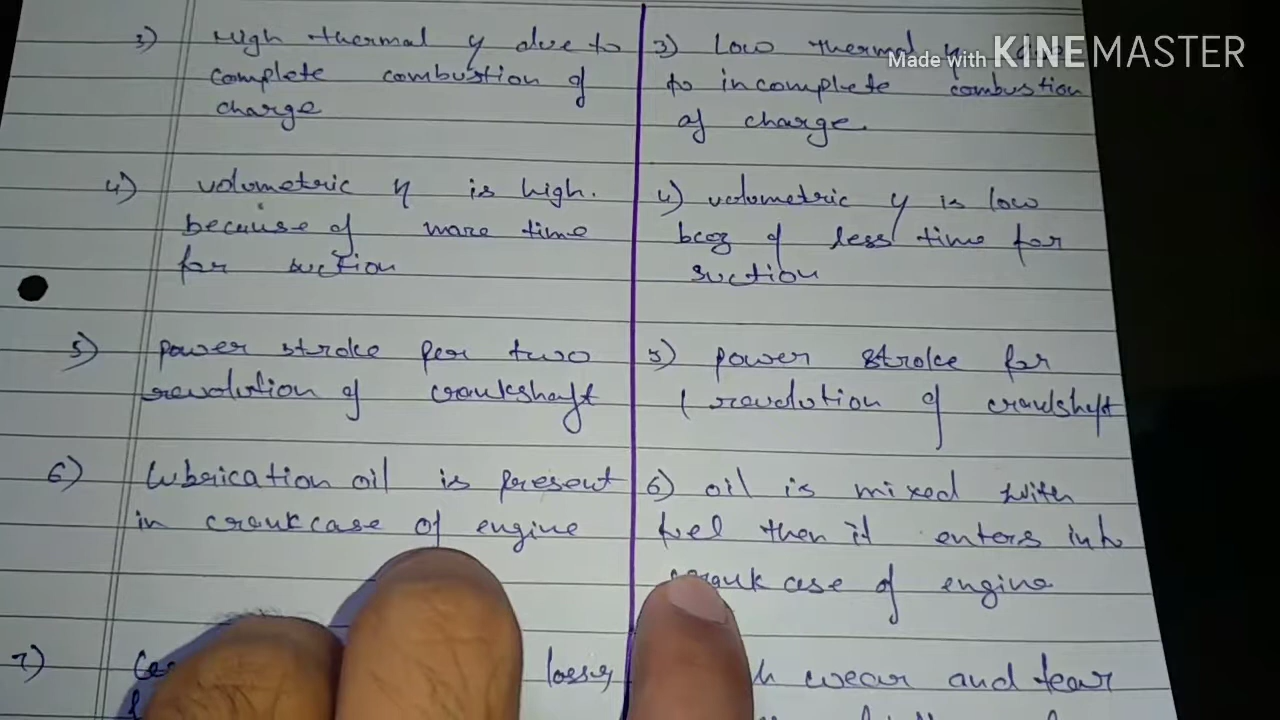 3) High thermal η due to
complete combustion of
charge
4) volumetric η is high.
because of more time
for suction
5) power stroke per two
revolution of crankshaft
6) lubrication oil is present
in crankcase of engine
7)
losses
3) Low thermal η
to incomplete combustion
of charge.
4) volumetric η is low
bcoz of less time for
suction
5) power stroke for
1 revolution of crankshaft
6) oil is mixed with
fuel then it enters into
crank case of engine
wear and tear
Made with KINEMASTER